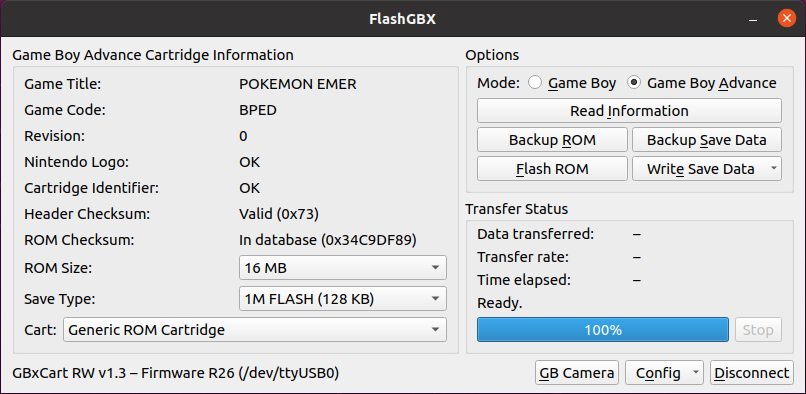 FlashGBX
Game Boy Advance Cartridge Information
Game Title: POKEMON EMER
Game Code: BPED
Revision: 0
Nintendo Logo: OK
Cartridge Identifier: OK
Header Checksum: Valid (0x73)
ROM Checksum: In database (0x34C9DF89)
ROM Size: 16 MB
Save Type: 1M FLASH (128 KB)
Cart: Generic ROM Cartridge
Options
Mode: Game Boy Game Boy Advance
Read Information
Backup ROM Backup Save Data
Flash ROM Write Save Data
Transfer Status
Data transferred: –
Transfer rate: –
Time elapsed: –
Ready.
100% Stop
GBxCart RW v1.3 – Firmware R26 (/dev/ttyUSB0)
GB Camera Config Disconnect